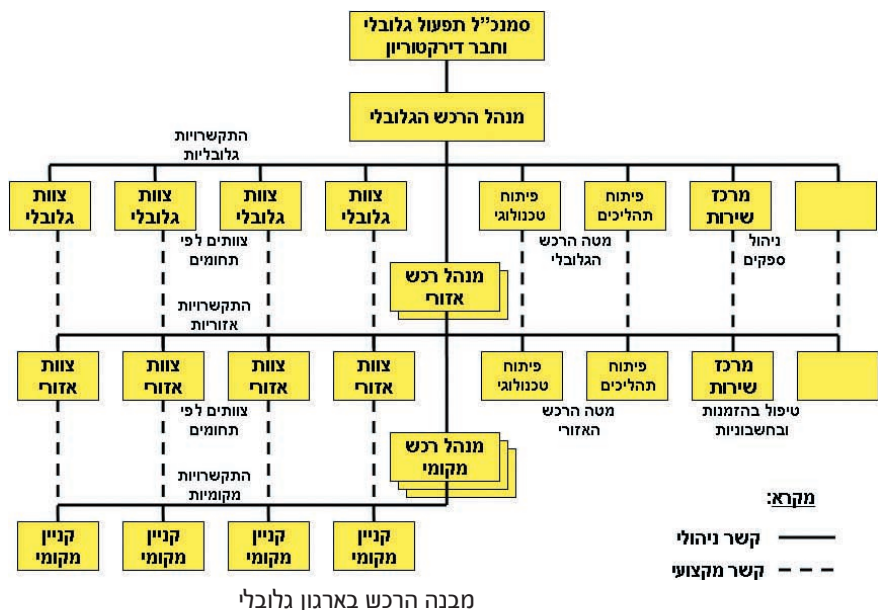 סמנכ"ל תפעול גלובלי
וחבר דירקטוריון
מנהל הרכש הגלובלי
התקשרויות
גלובליות
מרכז
שירות
פיתוח
תהליכים
פיתוח
טכנולוגי
צוות
גלובלי
צוות
גלובלי
צוות
גלובלי
צוות
גלובלי
ניהול
ספקים
מטה הרכש
הגלובלי
צוותים לפי
תחומים
מנהל רכש
אזורי
התקשרויות
אזוריות
מרכז
שירות
פיתוח
תהליכים
פיתוח
טכנולוגי
צוות
אזורי
צוות
אזורי
צוות
אזורי
צוות
אזורי
טיפול בהזמנות
ובחשבוניות
מטה הרכש
האזורי
צוותים לפי
תחומים
מנהל רכש
מקומי
התקשרויות
מקומיות
קניין
מקומי
קניין
מקומי
קניין
מקומי
קניין
מקומי
מקרא:
קשר ניהולי
קשר מקצועי
מבנה הרכש בארגון גלובלי